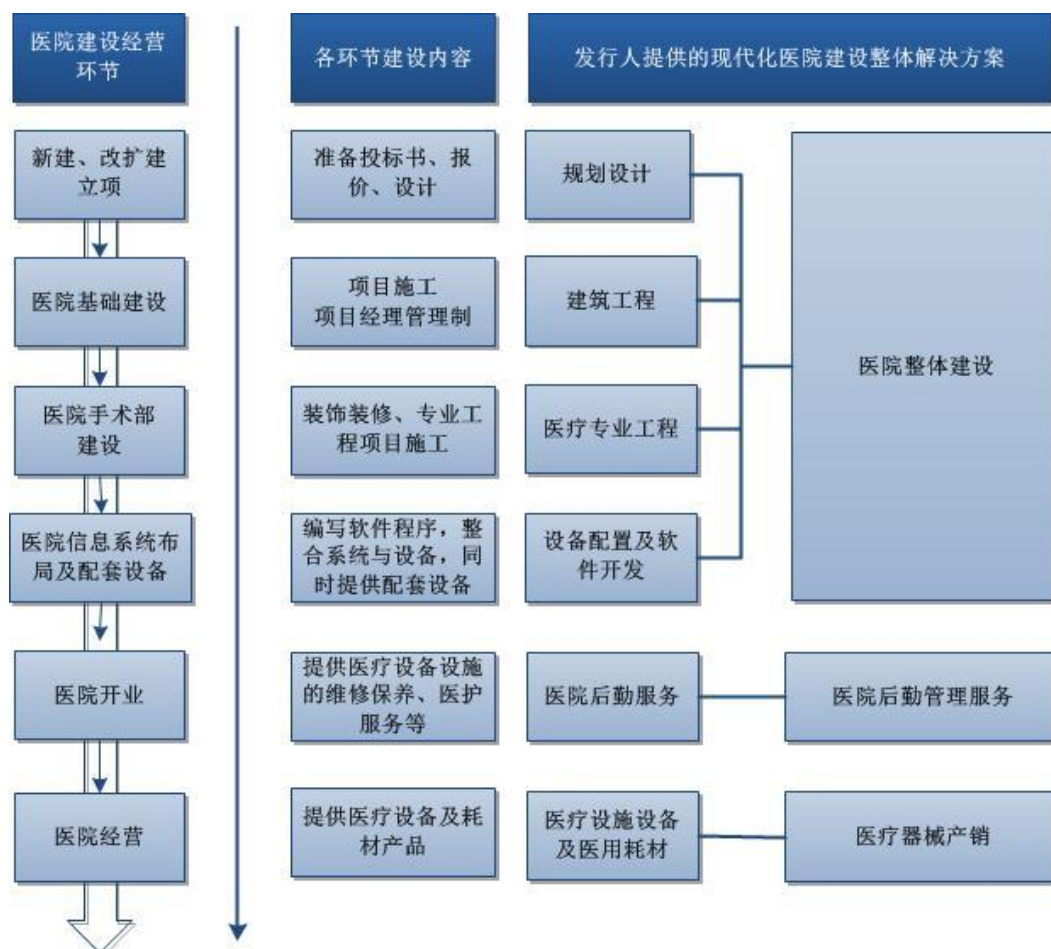 医院建设经营
环节
各环节建设内容
发行人提供的现代化医院建设整体解决方案
新建、改扩建
立项
准备投标书、报
价、设计
规划设计
医院基础建设
项目施工
项目经理管理制
建筑工程
医院整体建设
医院手术部
建设
装饰装修、专业工
程项目施工
医疗专业工程
医院信息系统布
局及配套设备
编写软件程序，整
合系统与设备，同
时提供配套设备
设备配置及软
件开发
医院开业
提供医疗设备设施
的维修保养、医护
服务等
医院后勤服务
医院后勤管理服务
医院经营
提供医疗设备及耗
材产品
医疗设施设备
及医用耗材
医疗器械产销